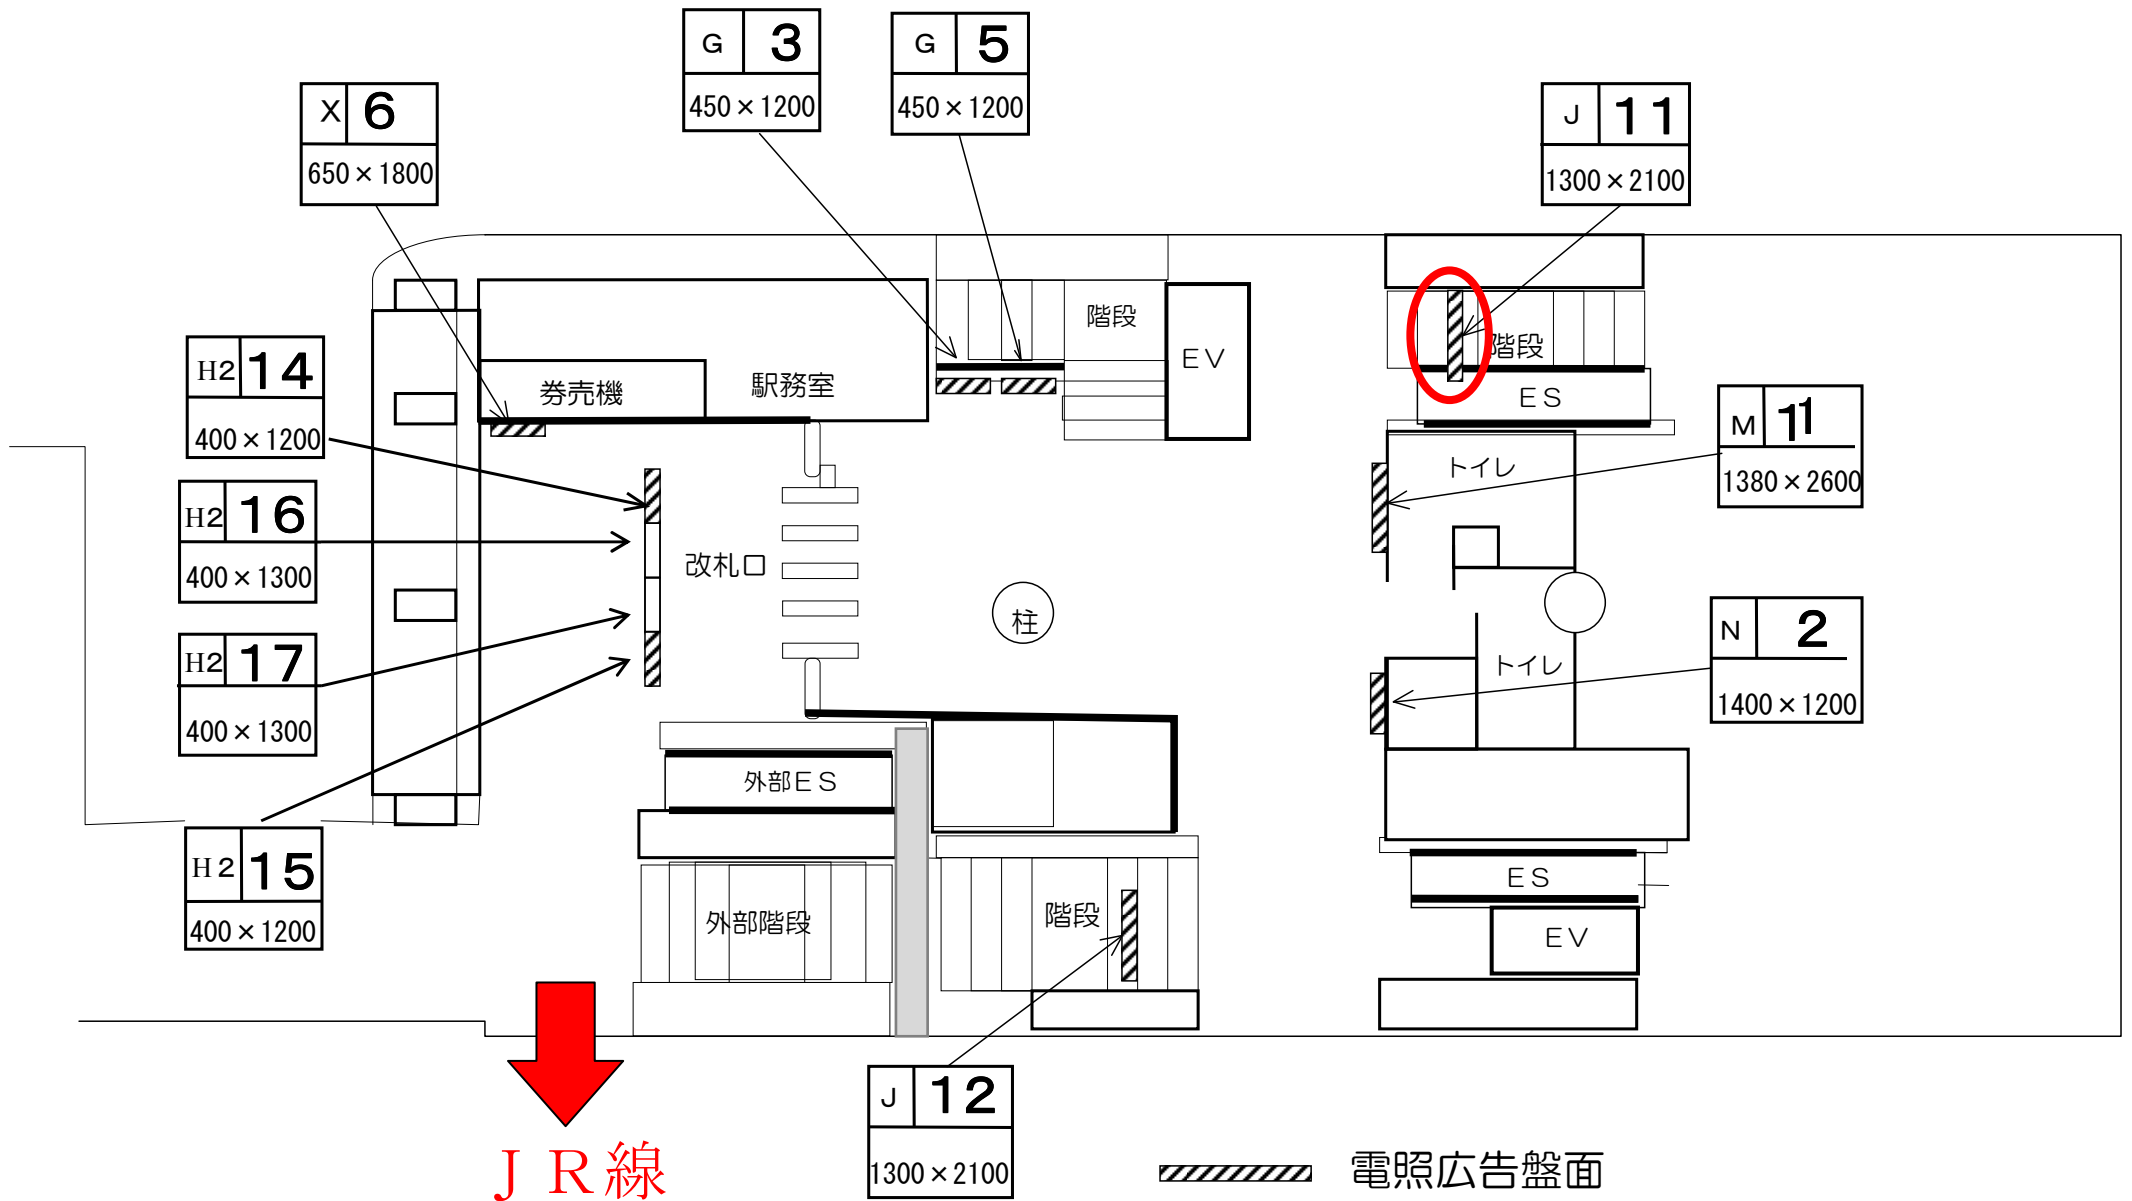 G 3
450×1200
G 5
450×1200
X 6
650×1800
J 11
1300×2100
階段
EV
階段
H2 14
400×1200
券売機
駅務室
ES
M 11
1380×2600
トイレ
H2 16
400×1300
改札口
柱
N 2
1400×1200
トイレ
H2 17
400×1300
外部ES
H2 15
400×1200
ES
外部階段
階段
EV
J 12
1300×2100
JR線
電照広告盤面